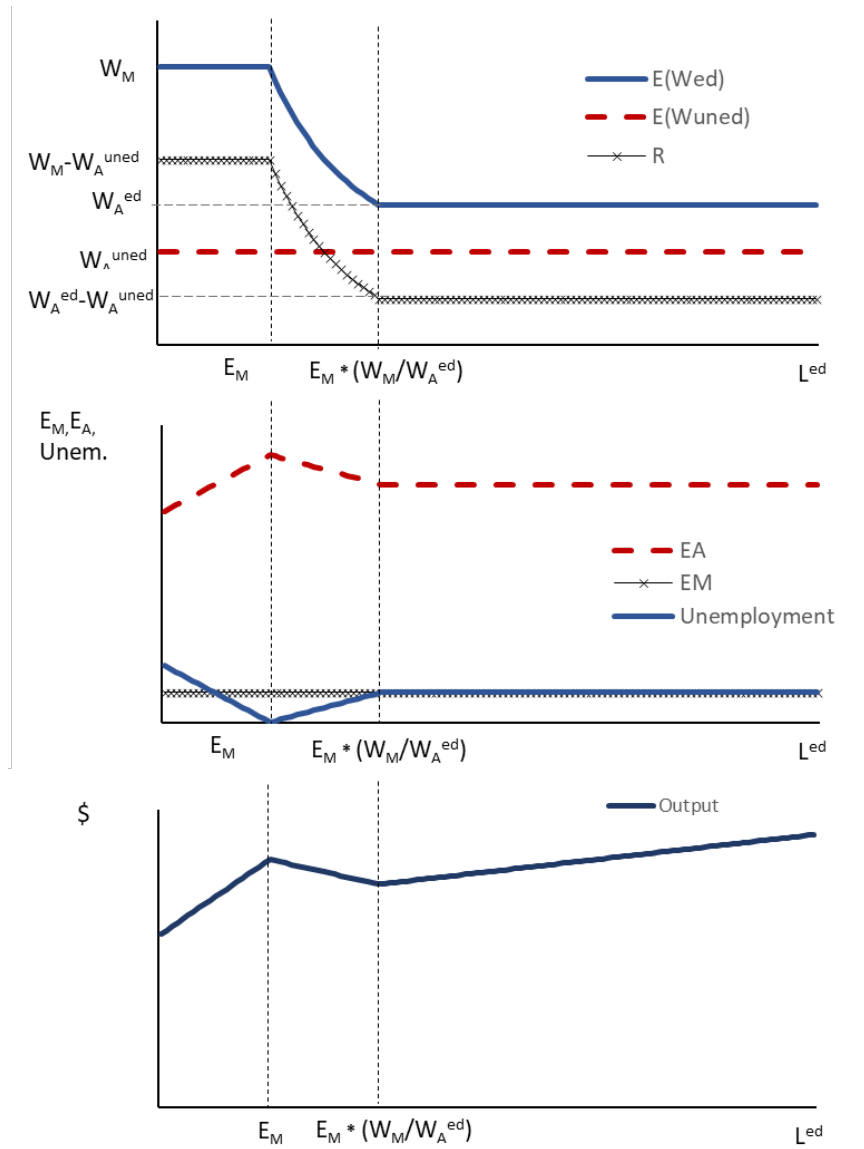 W_M
E(Wed)
E(Wuned)
W_M-W_A^uned
R
W_A^ed
W_A^uned
W_A^ed-W_A^uned
E_M
E_M * (W_M/W_A^ed)
L^ed
E_M,E_A,
Unem.
EA
EM
Unemployment
E_M
E_M * (W_M/W_A^ed)
L^ed
$
Output
E_M
E_M * (W_M/W_A^ed)
L^ed